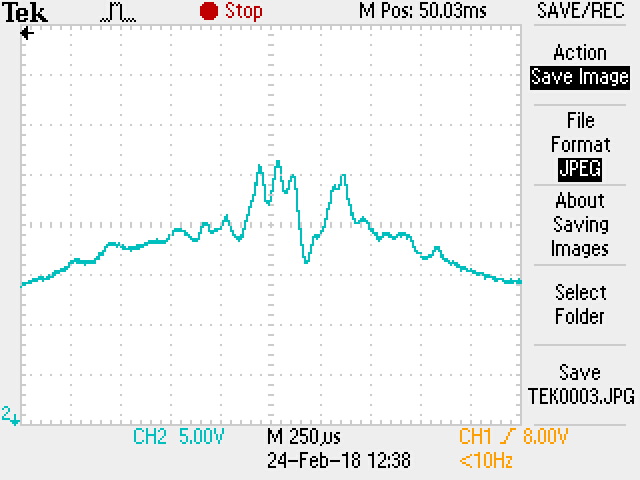 Tek
Stop
M Pos: 50.03ms
SAVE/REC
Action
Save Image
File
Format
JPEG
About
Saving
Images
Select
Folder
Save
TEK0003.JPG
2
CH2 5.00V
M 250µs
CH1 8.00V
24-Feb-18 12:38
<10Hz